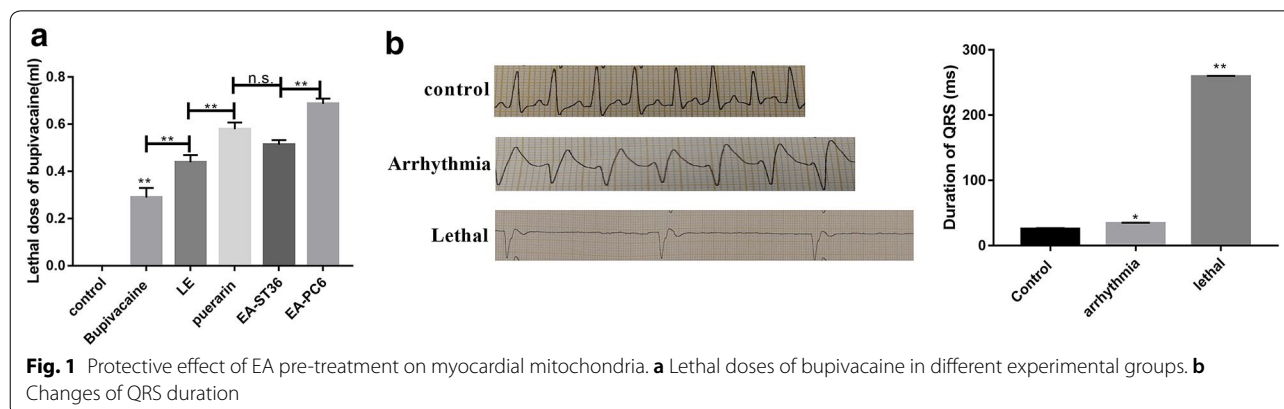 a
Lethal dose of bupivacaine(ml)
0.8
0.6
0.4
0.2
0.0
**
**
**
n.s.
**
control
Bupivacaine
LE
puerarin
EA-ST36
EA-PC6
b
control
Arrhythmia
Lethal
Duration of QRS (ms)
300
200
100
0
*
**
Control
arrhythmia
lethal
Fig. 1 Protective effect of EA pre-treatment on myocardial mitochondria. a Lethal doses of bupivacaine in different experimental groups. b
Changes of QRS duration